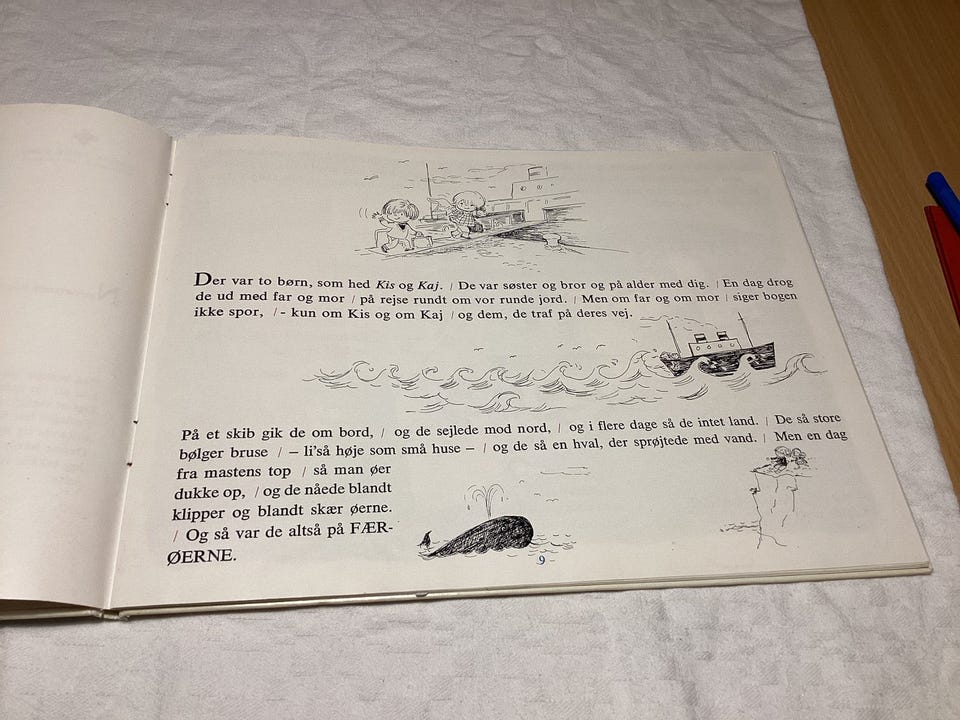 Der var to børn, som hed Kis og Kaj. / De var søster og bror og på alder med dig. / En dag drog
de ud med far og mor / på rejse rundt om vor runde jord. / Men om far og om mor / siger bogen
ikke spor, / - kun om Kis og om Kaj / og dem, de traf på deres vej.
På et skib gik de om bord, / og de sejlede mod nord, / og i flere dage så de intet land. / De så store
bølger bruse / – li'så høje som små huse – / og de så en hval, der sprøjtede med vand. / Men en dag
fra mastens top / så man øer
dukke op, / og de nåede blandt
klipper og blandt skær øerne.
/ Og så var de altså på FÆR-
ØERNE.
9